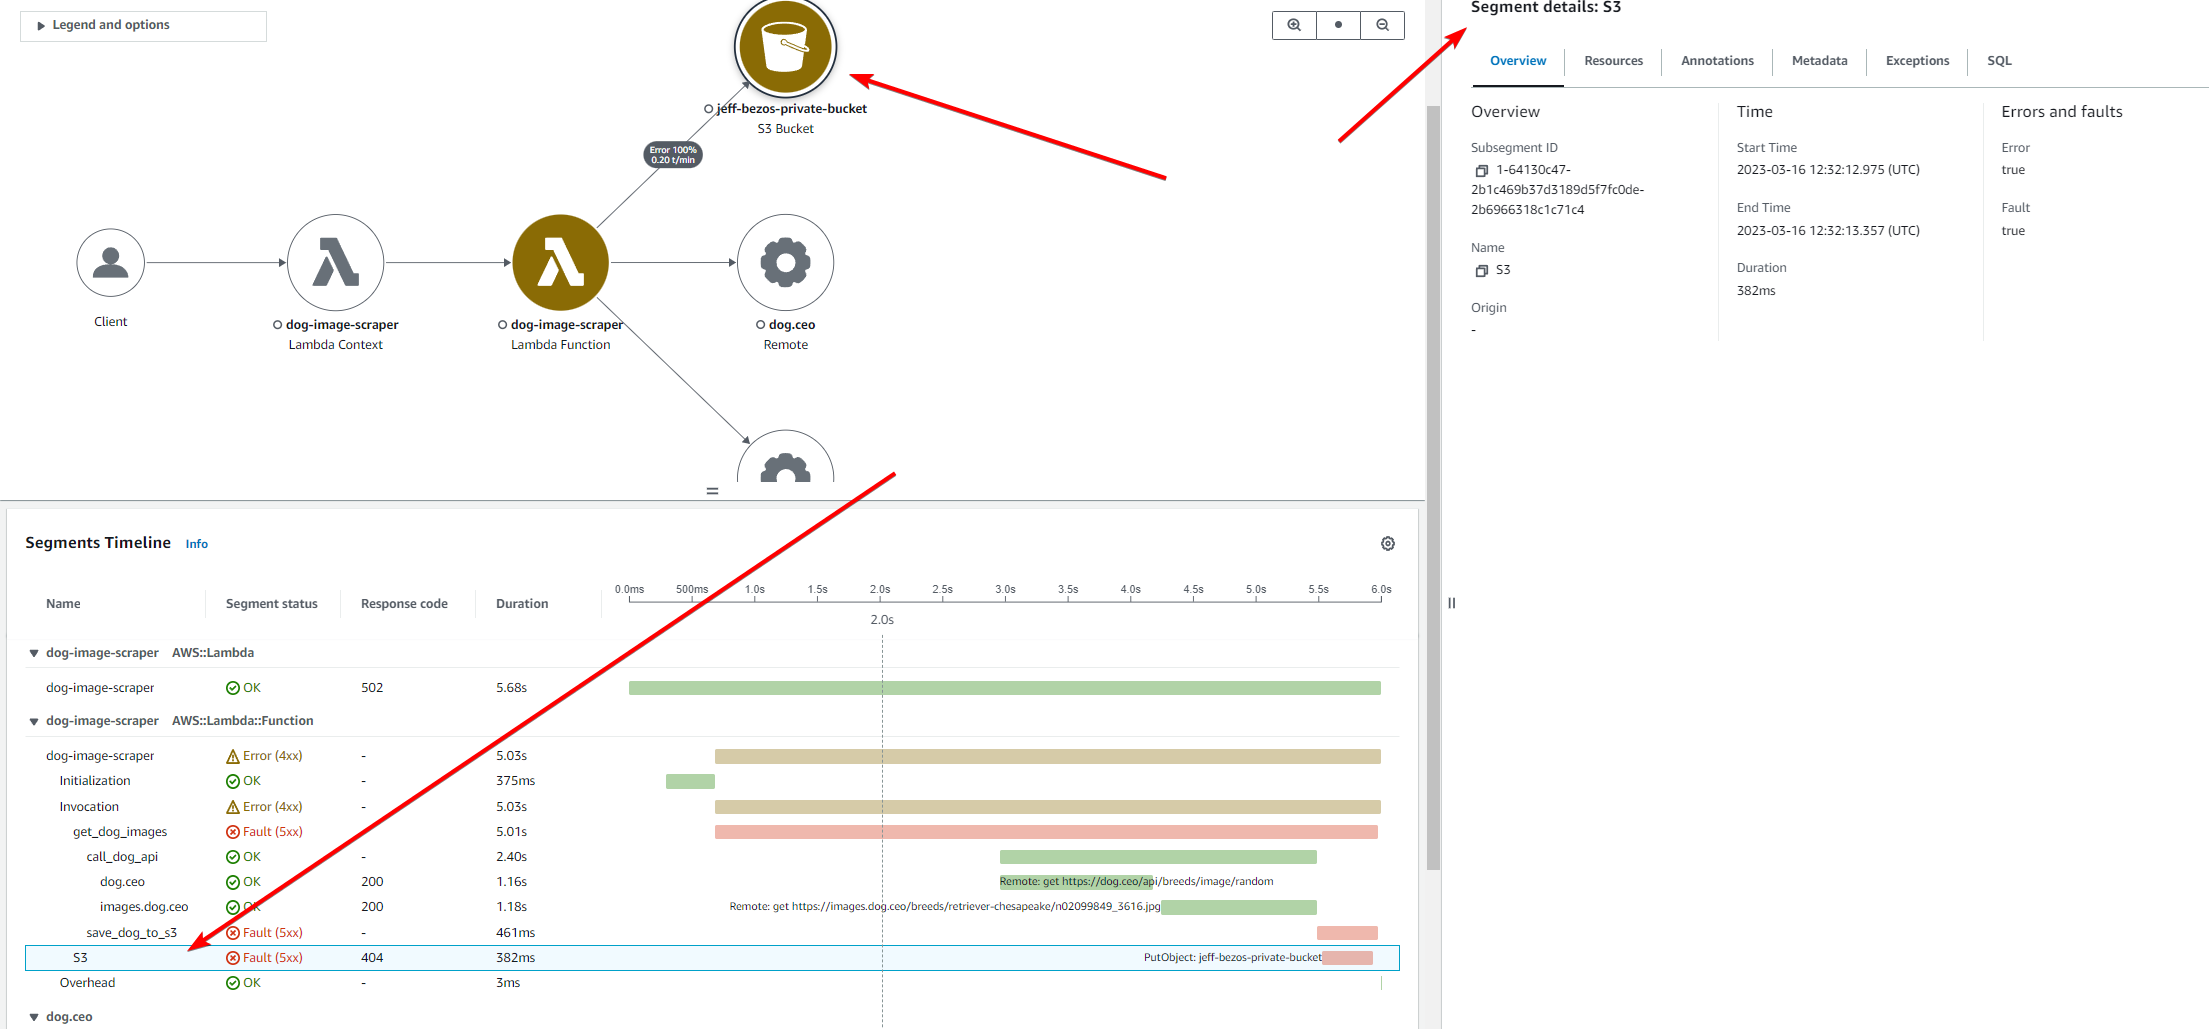 Legend and options
jeff-bezos-private-bucket
S3 Bucket
Error 100%
0.20 t/min
Client
dog-image-scraper
Lambda Context
dog-image-scraper
Lambda Function
dog.ceo
Remote
Segments Timeline Info
Name Segment status Response code Duration
0.0ms 500ms 1.0s 1.5s 2.0s 2.5s 3.0s 3.5s 4.0s 4.5s 5.0s 5.5s 6.0s
2.0s
dog-image-scraper AWS::Lambda
dog-image-scraper OK 502 5.68s
dog-image-scraper AWS::Lambda::Function
dog-image-scraper Error (4xx) - 5.03s
Initialization OK - 375ms
Invocation Error (4xx) - 5.03s
get_dog_images Fault (5xx) 5.01s
call_dog_api OK - 2.40s
dog.ceo OK 200 1.16s Remote: get https://dog.ceo/api/breeds/image/random
images.dog.ceo OK 200 1.18s Remote: get https://images.dog.ceo/breeds/retriever-chesapeake/n02099849_3616.jpg
save_dog_to_s3 Fault (5xx) - 461ms
S3 Fault (5xx) 404 382ms PutObject: jeff-bezos-private-bucket
Overhead OK - 3ms
dog.ceo
Segment details: S3
Overview Resources Annotations Metadata Exceptions SQL
Overview
Subsegment ID
1-64130c47-
2b1c469b37d3189d5f7fc0de-
2b6966318c1c71c4
Name
S3
Origin
-
Time
Start Time
2023-03-16 12:32:12.975 (UTC)
End Time
2023-03-16 12:32:13.357 (UTC)
Duration
382ms
Errors and faults
Error
true
Fault
true